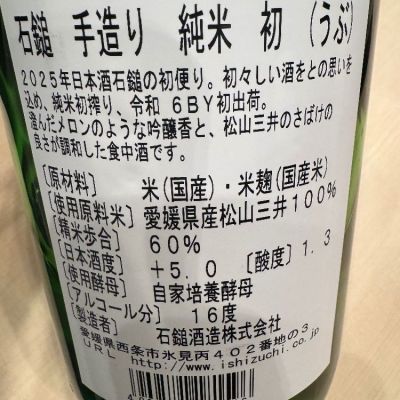 石鎚 手造り 純米 初 (うぶ)
2025年日本酒石鎚の初便り。初々しい酒をとの思いを
込め、純米初搾り、令和 6BY初出荷。
澄んだメロンのような吟醸香と、松山三井のさばけの
良さが調和した食中酒です。
[原材料] 米(国産)・米麹(国産米)
[使用原料米] 愛媛県産松山三井100%
[精米歩合] 60%
[日本酒度] +5.0 [酸度] 1.3
[使用酵母] 自家培養酵母
[アルコール分] 16度
[製造者] 石鎚酒造株式会社
愛媛県西条市氷見丙402番地の3
URL http://www.ishizuchi.co.jp